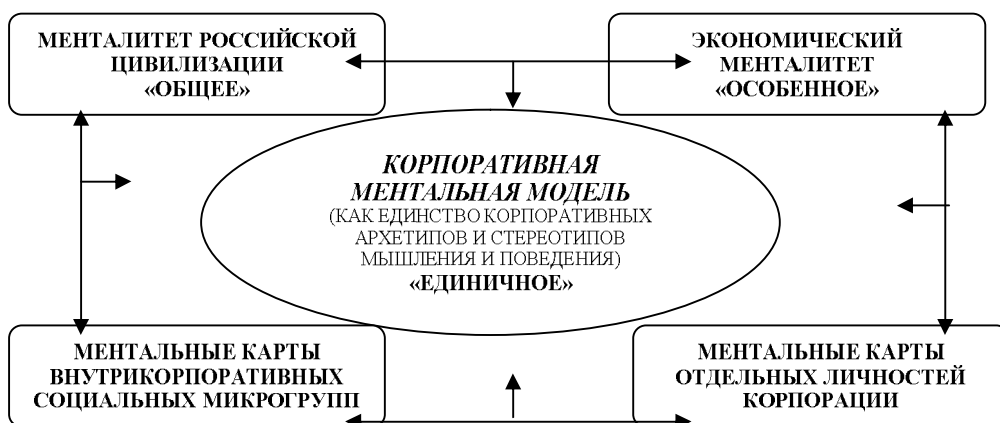 МЕНТАЛИТЕТ РОССИЙСКОЙ
ЦИВИЛИЗАЦИИ
«ОБЩЕЕ»
ЭКОНОМИЧЕСКИЙ
МЕНТАЛИТЕТ
«ОСОБЕННОЕ»
КОРПОРАТИВНАЯ
МЕНТАЛЬНАЯ МОДЕЛЬ
(КАК ЕДИНСТВО КОРПОРАТИВНЫХ
АРХЕТИПОВ И СТЕРЕОТИПОВ
МЫШЛЕНИЯ И ПОВЕДЕНИЯ)
«ЕДИНИЧНОЕ»
МЕНТАЛЬНЫЕ КАРТЫ
ВНУТРИКОРПОРАТИВНЫХ
СОЦИАЛЬНЫХ МИКРОГРУПП
МЕНТАЛЬНЫЕ КАРТЫ
ОТДЕЛЬНЫХ ЛИЧНОСТЕЙ
КОРПОРАЦИИ